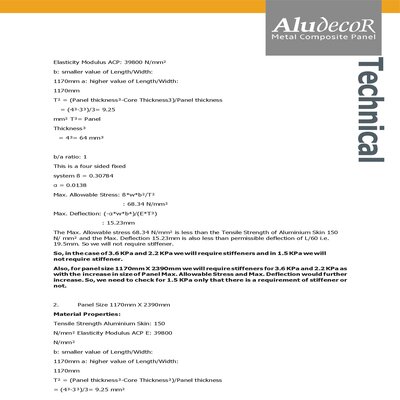 AludecoR
Metal Composite Panel
Technical
Elasticity Modulus ACP: 39800 N/mm²
b: smaller value of Length/Width:
1170mm a: higher value of Length/Width:
1170mm
T³ = (Panel thickness³-Core Thickness3)/Panel thickness
= (4³-3³)/3= 9.25
mm³ T³= Panel
Thickness³
= 4³= 64 mm³
b/a ratio: 1
This is a four sided fixed
system ß = 0.30784
α = 0.0138
Max. Allowable Stress: ß*w*b²/T²
: 68.34 N/mm²
Max. Deflection: (-α*w*b⁴)/(E*T³)
: 15.23mm
The Max. Allowable stress 68.34 N/mm² is less than the Tensile Strength of Aluminium Skin 150
N/ mm² and the Max. Deflection 15.23mm is also less than permissible deflection of L/60 i.e.
19.5mm. So we will not require stiffener.
So, in the case of 3.6 KPa and 2.2 KPa we will require stiffeners and in 1.5 KPa we will
not require stiffener.
Also, for panel size 1170mm X 2390mm we will require stiffeners for 3.6 KPa and 2.2 KPa as
with the increase in size of Panel Max. Allowable Stress and Max. Deflection would further
increase. So, we need to check for 1.5 KPa only that there is a requirement of stiffener or
not.
2. Panel Size 1170mm X 2390mm
Material Properties:
Tensile Strength Aluminium Skin: 150
N/mm² Elasticity Modulus ACP E: 39800
N/mm²
b: smaller value of Length/Width:
1170mm a: higher value of Length/Width:
1170mm
T³ = (Panel thickness³-Core Thickness³)/Panel thickness
= (4³-3³)/3= 9.25 mm³